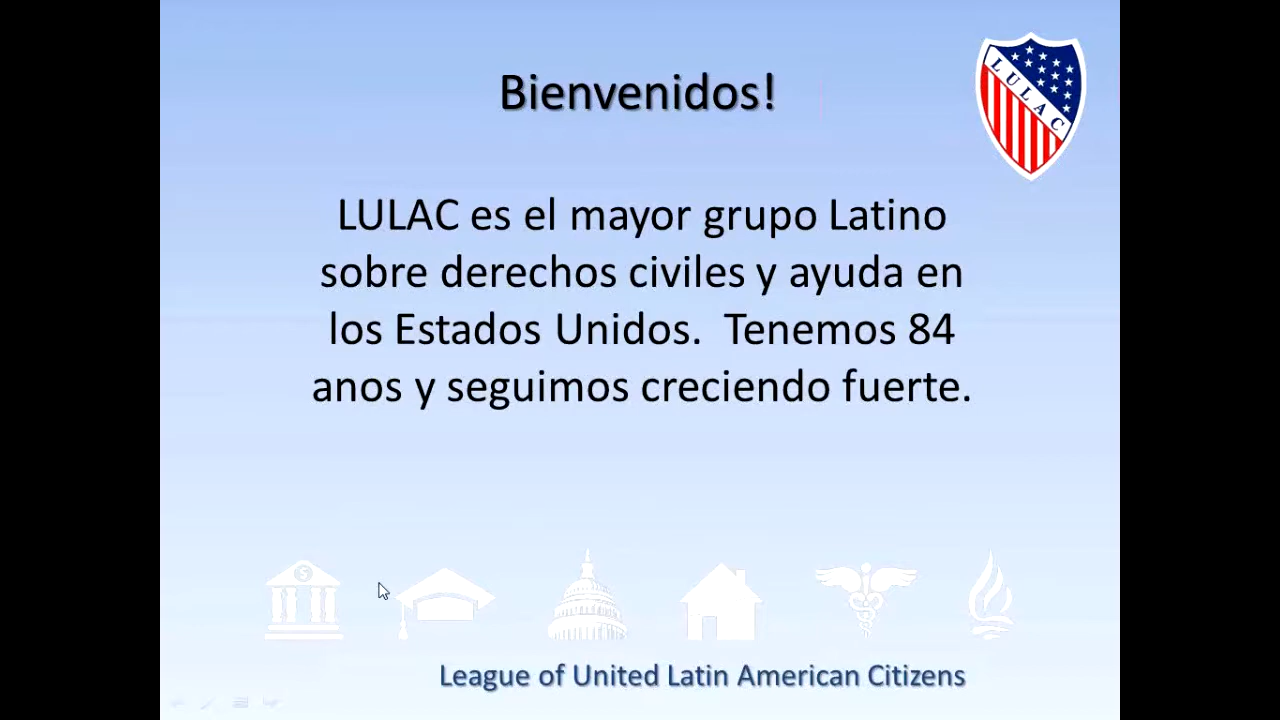 Bienvenidos!
LULAC
LULAC es el mayor grupo Latino
sobre derechos civiles y ayuda en
los Estados Unidos.  Tenemos 84
anos y seguimos creciendo fuerte.
$
League of United Latin American Citizens